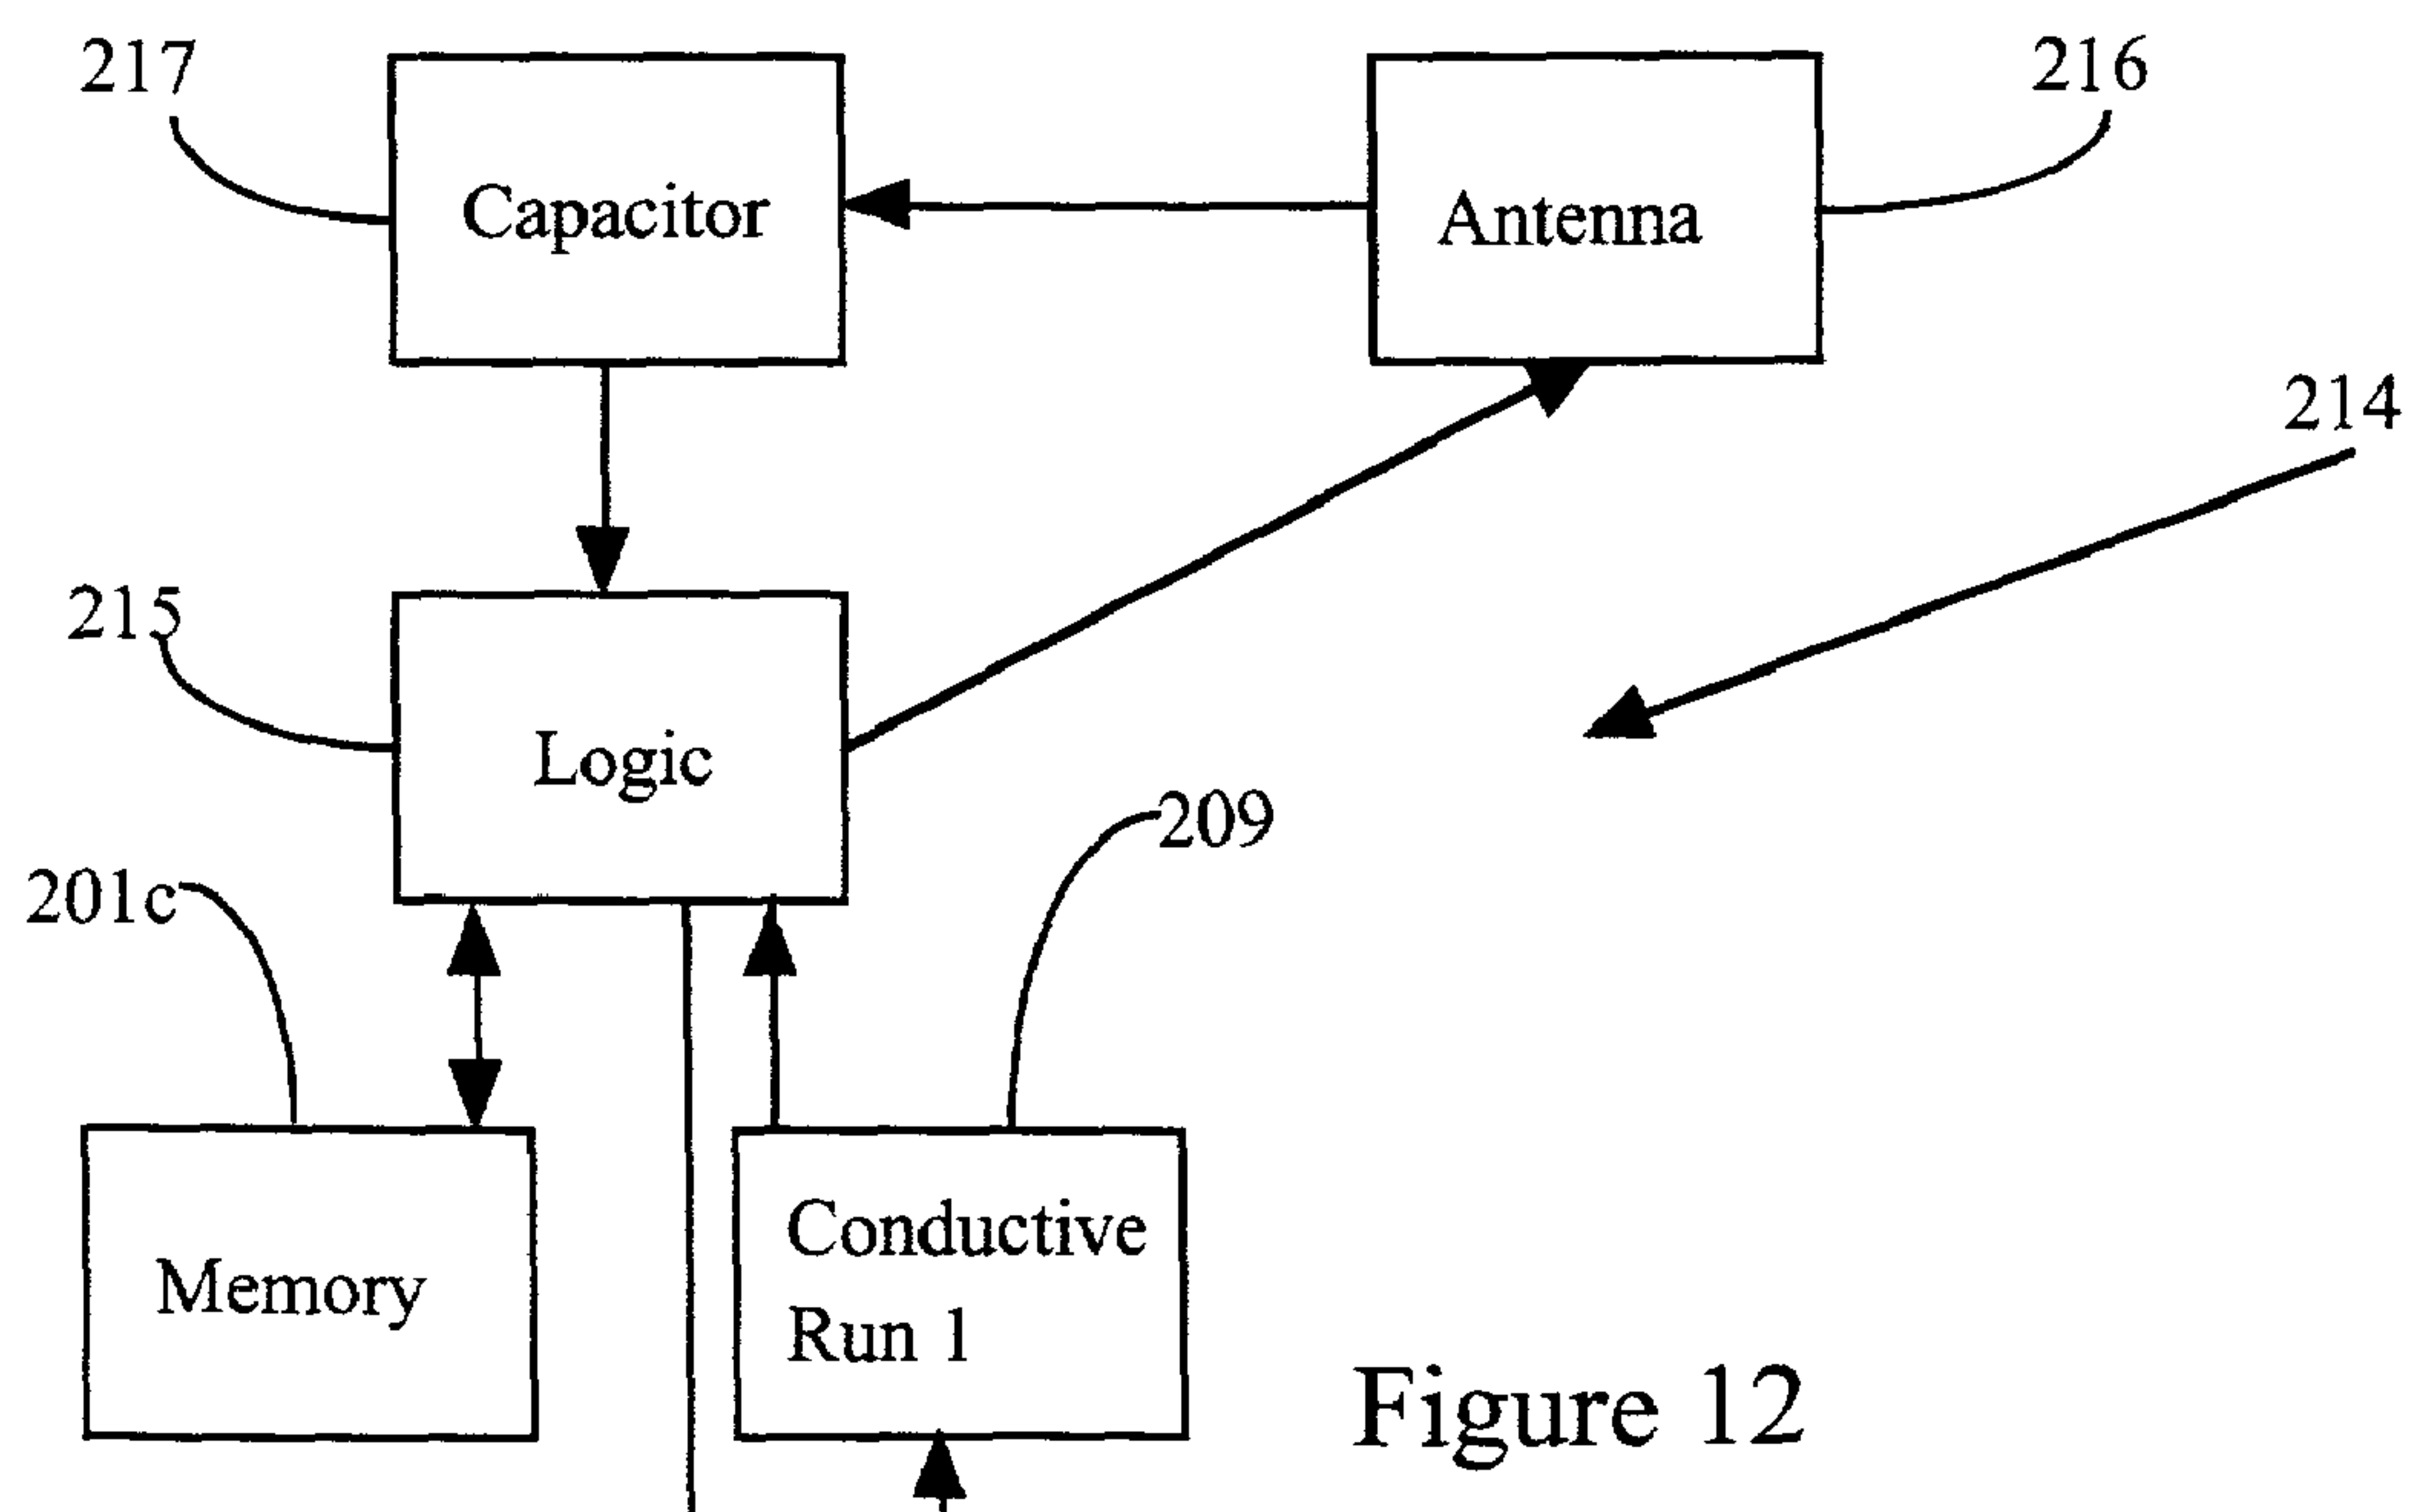 217
216
Capacitor
Antenna
214
215
Logic
209
201c
Conductive
Memory
Run 1
Figure 12